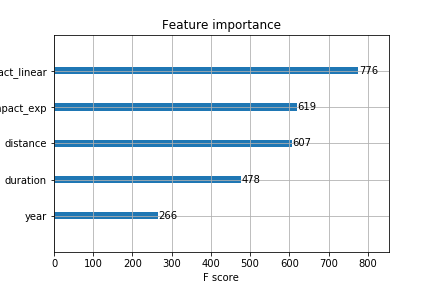 Feature importance
act_linear
776
npact_exp
619
distance
607
duration
478
year
266
0 100 200 300 400 500 600 700 800
F score